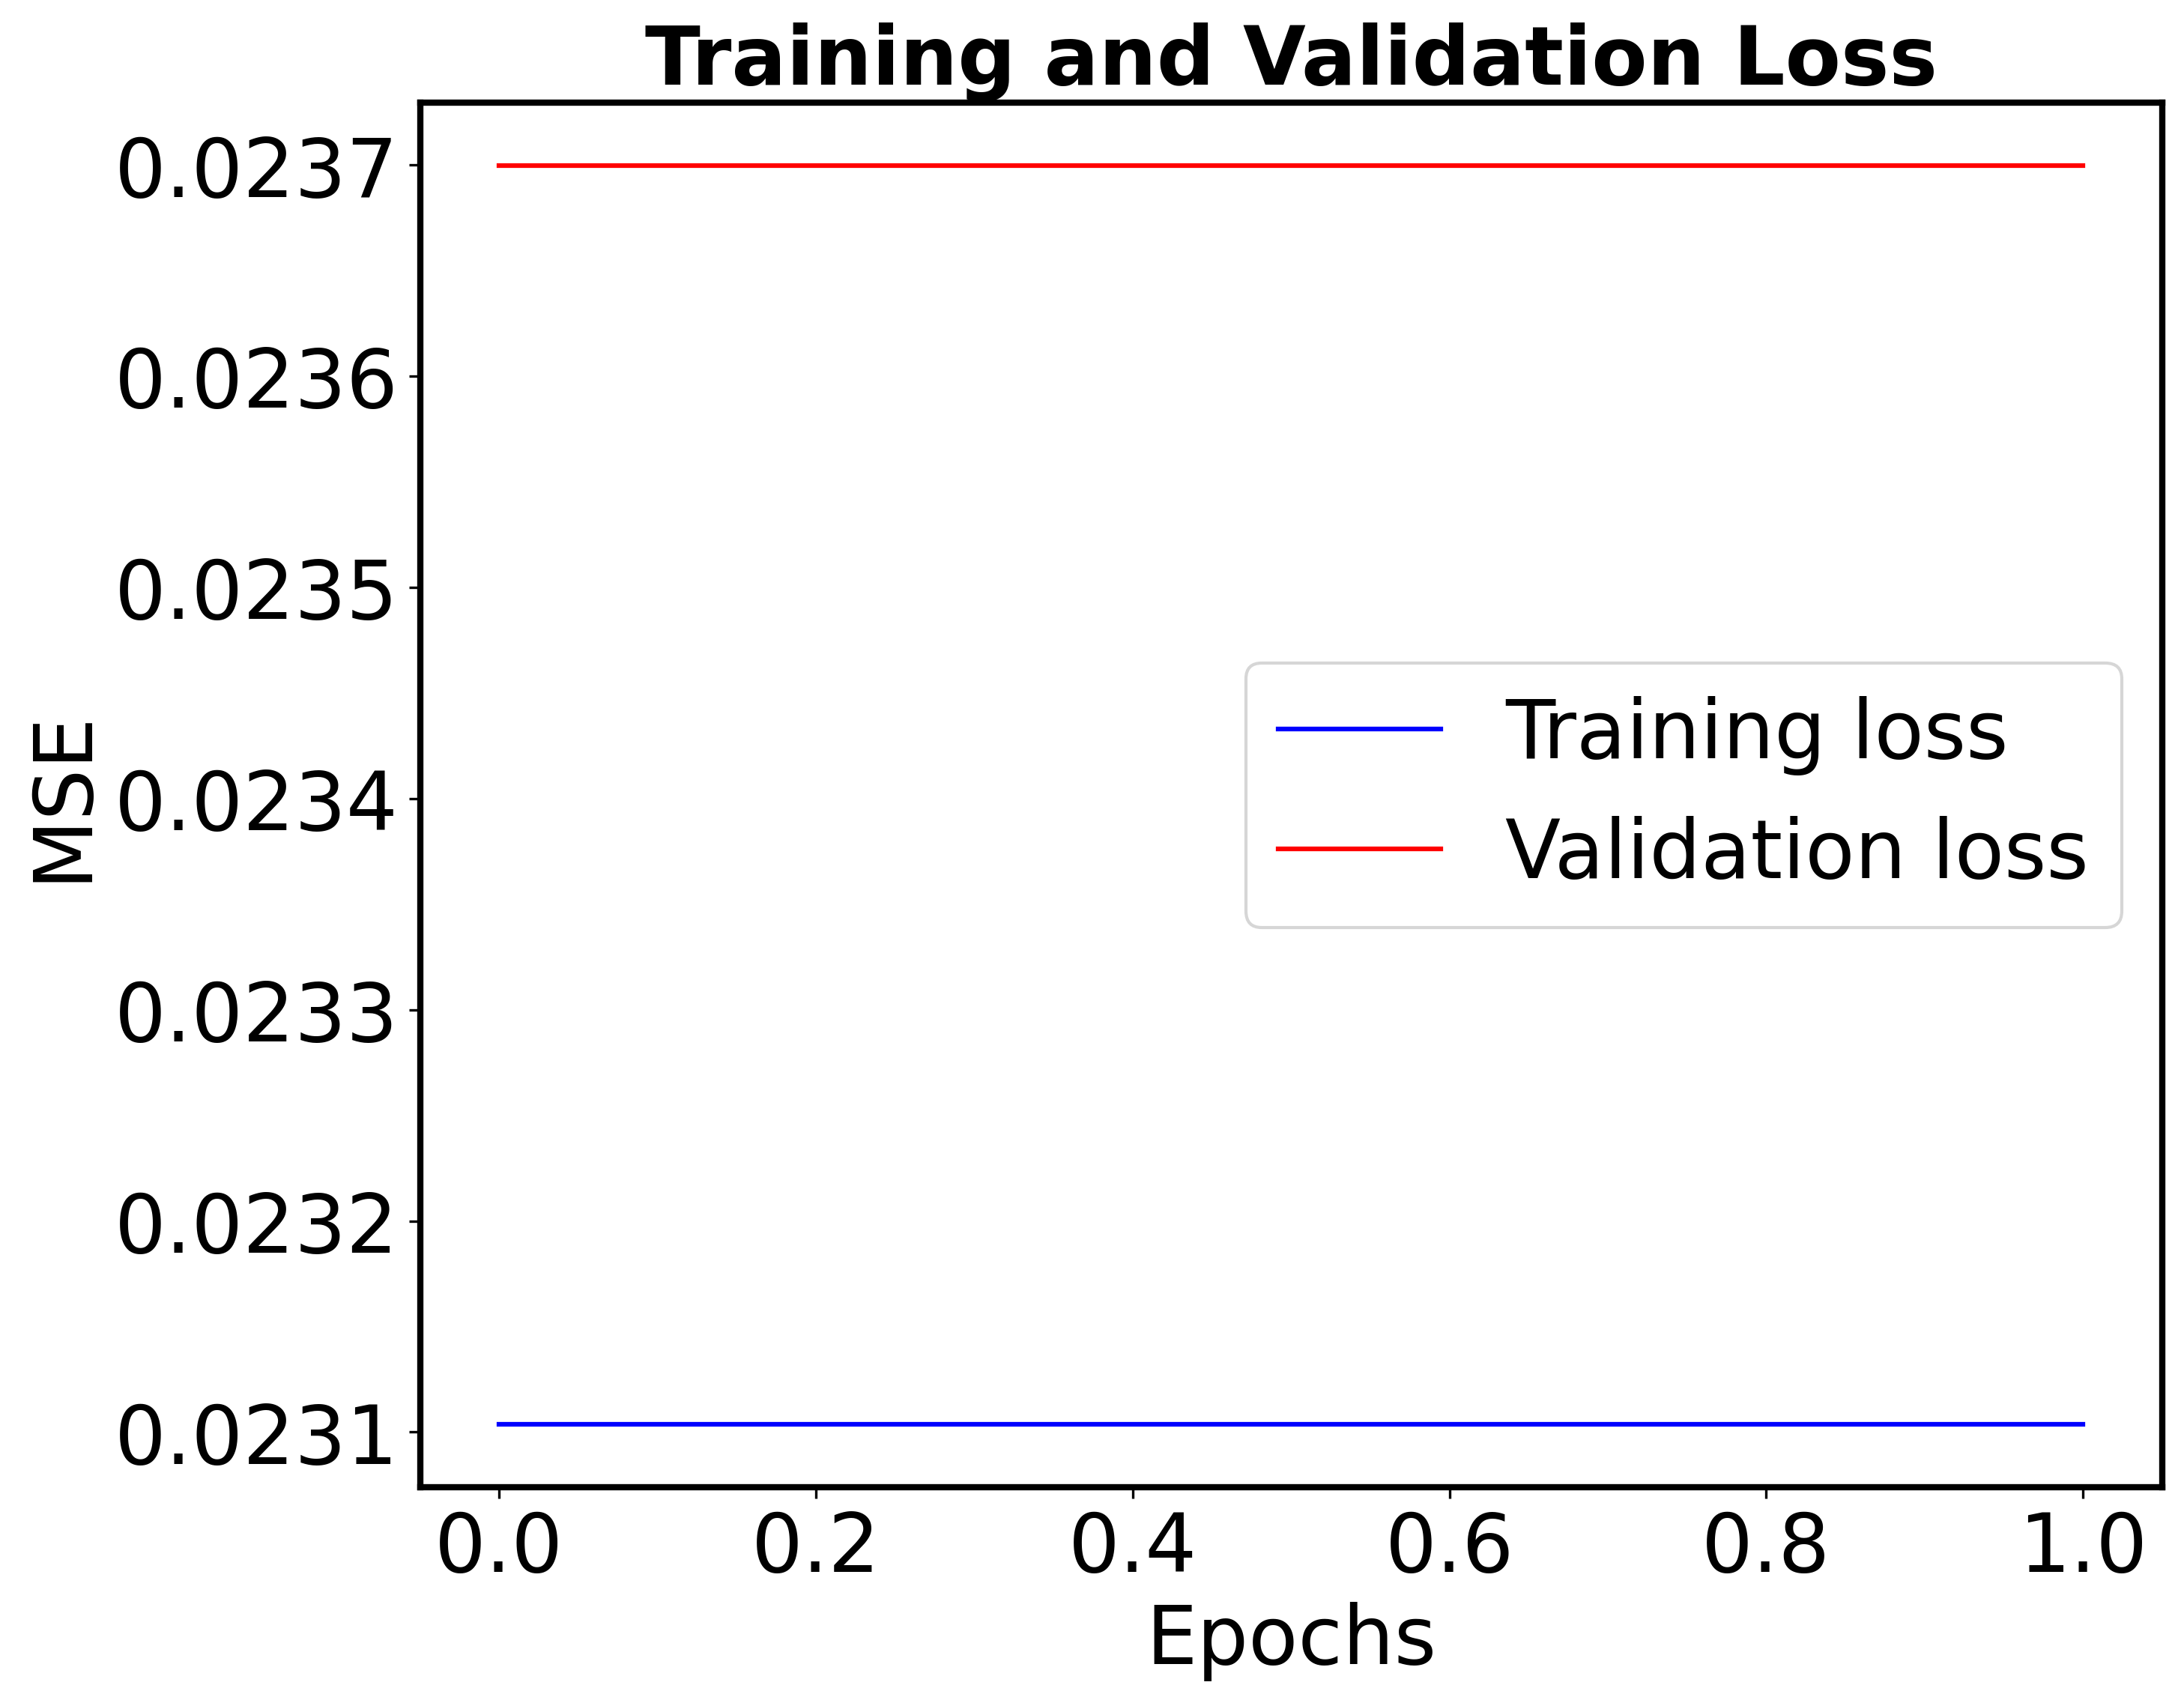 Training and Validation Loss
0.0237
0.0236
0.0235
0.0234
0.0233
0.0232
0.0231
MSE
Training loss
Validation loss
0.0 0.2 0.4 0.6 0.8 1.0
Epochs